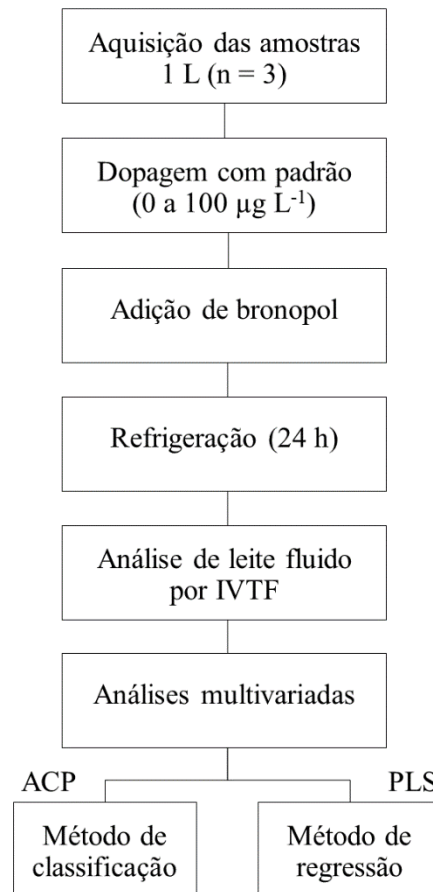 Aquisição das amostras
1 L (n = 3)
Dopagem com padrão
(0 a 100 µg L⁻¹)
Adição de bronopol
Refrigeração (24 h)
Análise de leite fluido
por IVTF
Análises multivariadas
ACP
PLS
Método de
classificação
Método de
regressão